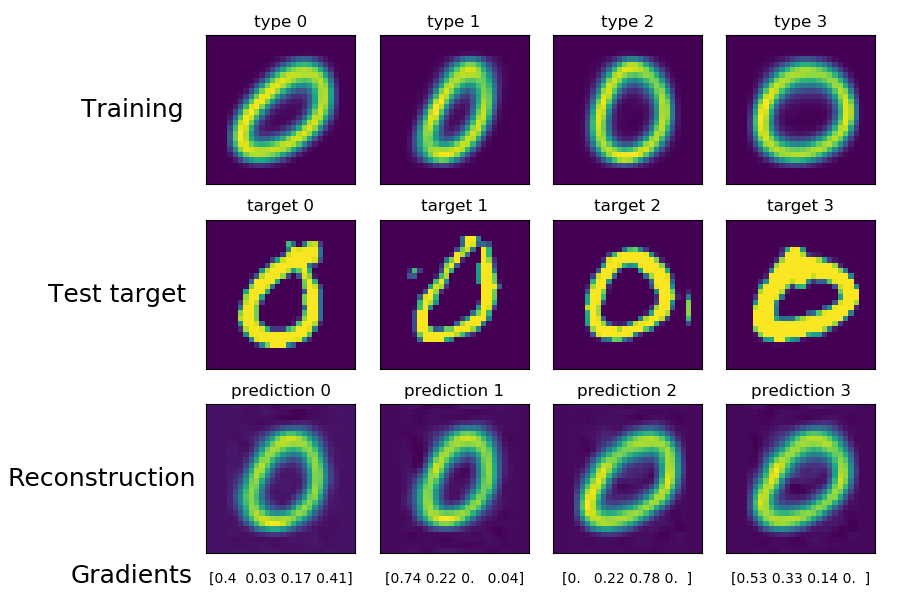 type 0 type 1 type 2 type 3
Training
target 0 target 1 target 2 target 3
Test target
prediction 0 prediction 1 prediction 2 prediction 3
Reconstruction
Gradients [0.4  0.03 0.17 0.41] [0.74 0.22 0.   0.04] [0.   0.22 0.78 0.  ] [0.53 0.33 0.14 0.  ]